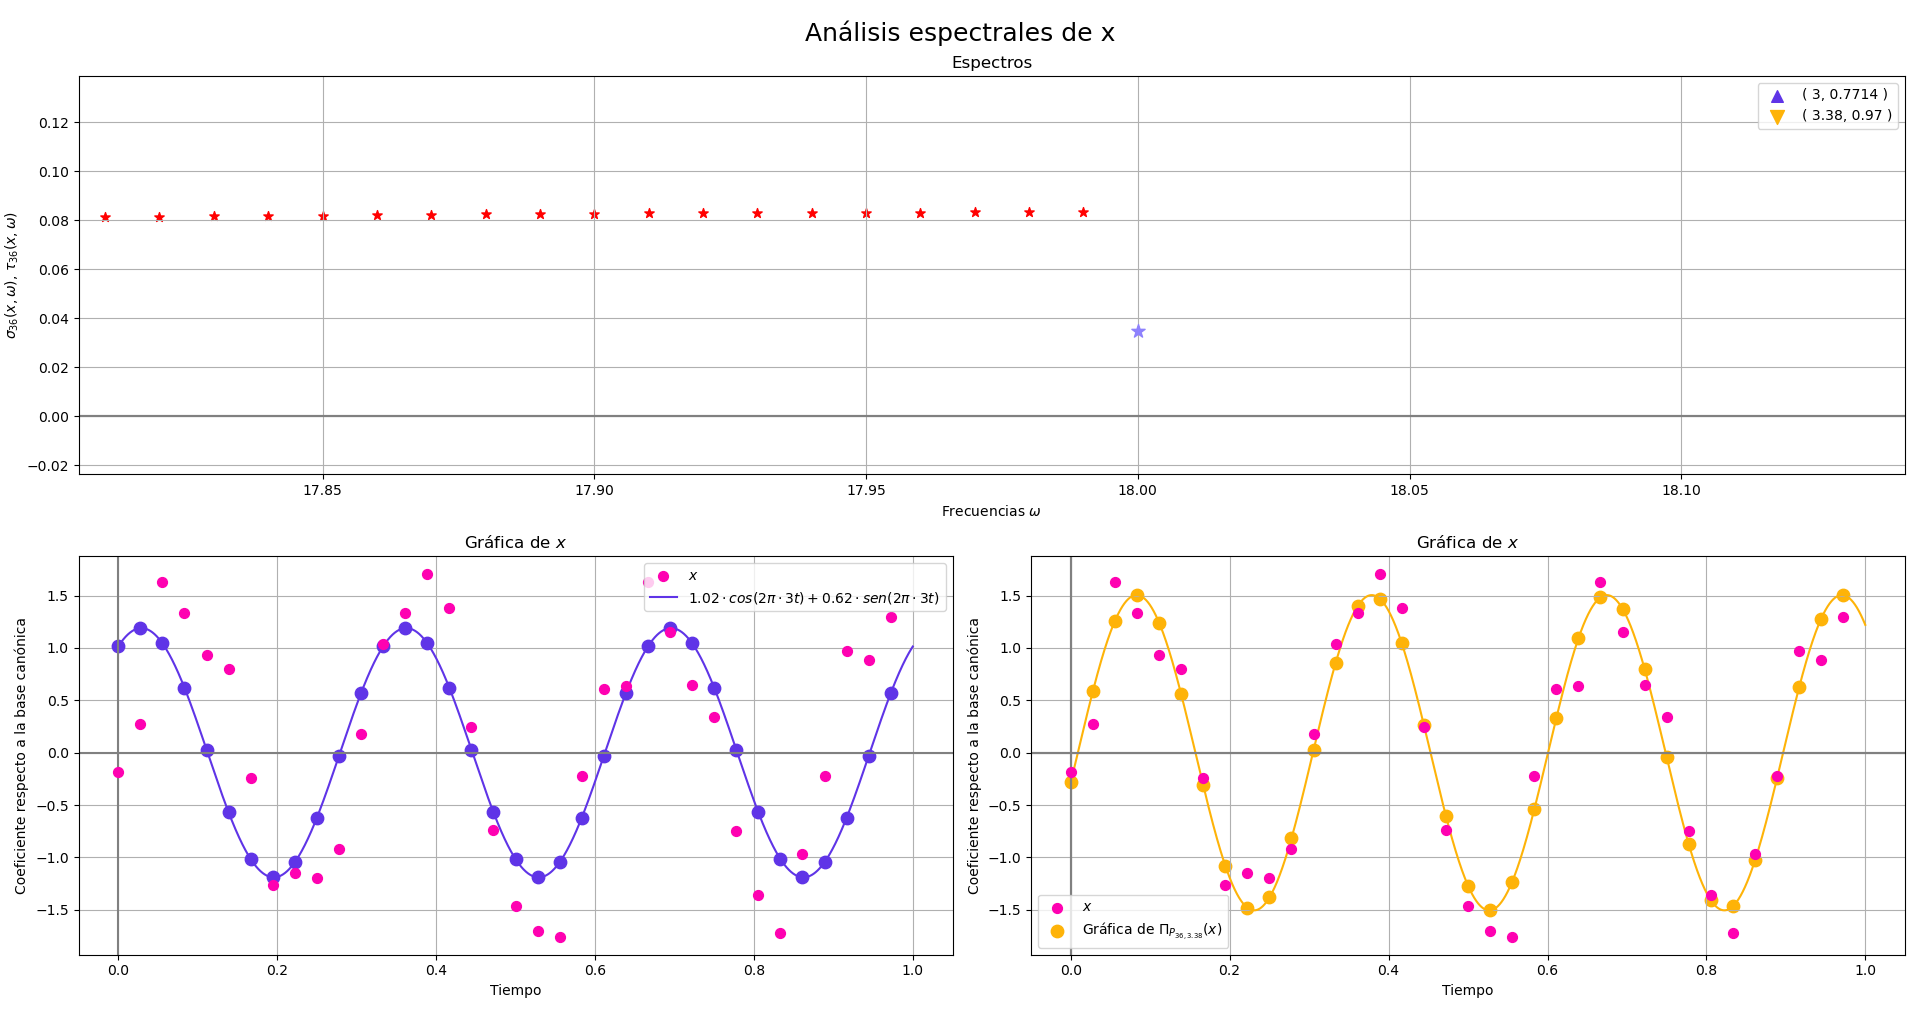 Análisis espectrales de x
Espectros
( 3, 0.7714 )
( 3.38, 0.97 )
σ₃₆(x, ω), τ₃₆(x, ω)
0.12
0.10
0.08
0.06
0.04
0.02
0.00
−0.02
17.85 17.90 17.95 18.00 18.05 18.10
Frecuencias ω
Gráfica de x
x
1.02 · cos(2π · 3t) + 0.62 · sen(2π · 3t)
Coeficiente respecto a la base canónica
1.5
1.0
0.5
0.0
−0.5
−1.0
−1.5
0.0 0.2 0.4 0.6 0.8 1.0
Tiempo
Gráfica de x
Coeficiente respecto a la base canónica
1.5
1.0
0.5
0.0
−0.5
−1.0
−1.5
x
Gráfica de Π_{P_{36, 3.38}}(x)
0.0 0.2 0.4 0.6 0.8 1.0
Tiempo